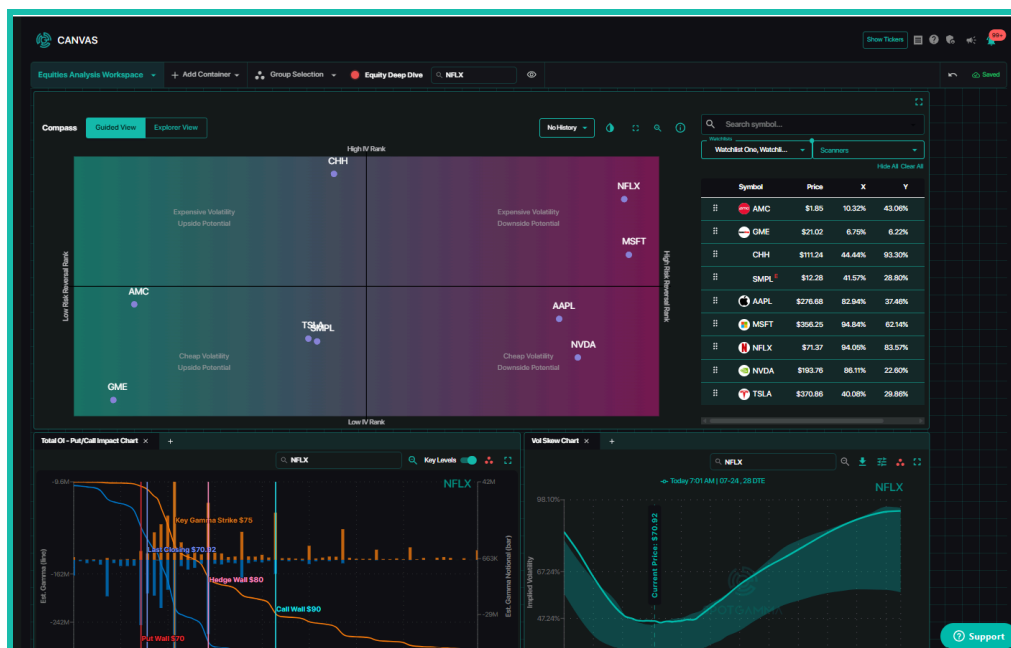 CANVAS
Show Tickers
99+
Equities Analysis Workspace
+ Add Container
Group Selection
Equity Deep Dive
NFLX
Saved
Compass
Guided View
Explorer View
No History
High IV Rank
Low Risk Reversal Rank
High Risk Reversal Rank
Low IV Rank
Expensive Volatility
Upside Potential
Expensive Volatility
Downside Potential
Cheap Volatility
Upside Potential
Cheap Volatility
Downside Potential
CHH
NFLX
MSFT
AMC
AAPL
TSLA
SMPL
NVDA
GME
Search symbol...
Watchlists
Watchlist One, Watchli...
Scanners
Hide All Clear All
Symbol Price X Y
AMC $1.85 10.32% 43.06%
GME $21.02 6.75% 6.22%
CHH $111.24 44.44% 93.30%
SMPL E $12.28 41.57% 28.80%
AAPL $276.68 82.94% 37.46%
MSFT $356.25 94.84% 62.14%
NFLX $71.37 94.05% 83.57%
NVDA $193.76 86.11% 22.60%
TSLA $370.86 40.08% 29.86%
Total OI - Put/Call Impact Chart × +
NFLX
Key Levels
NFLX
-9.6M
-162M
-342M
42M
663K
-29M
Est. Gamma (line)
Est. Gamma Notional (bar)
Key Gamma Strike $75
Last Closing $70.92
Hedge Wall $80
Call Wall $90
Put Wall $70
Vol Skew Chart × +
NFLX
Today 7:01 AM | 07-24, 28 DTE
NFLX
98.10%
67.24%
47.24%
Implied Volatility
Current Price: $70.92
Support